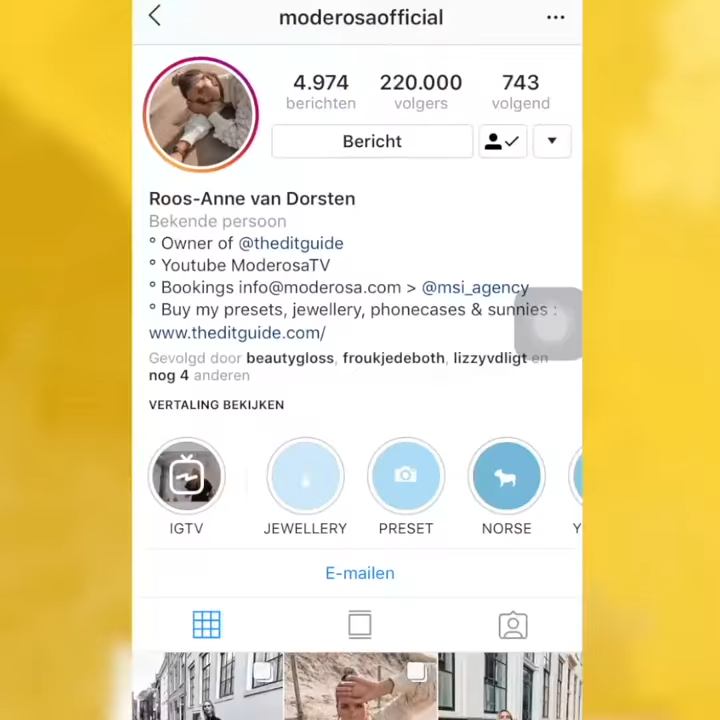 moderosaofficial
4.974 220.000 743
berichten volgers volgend
Bericht
Roos-Anne van Dorsten
Bekende persoon
° Owner of @theditguide
° Youtube ModerosaTV
° Bookings info@moderosa.com > @msi_agency
° Buy my presets, jewellery, phonecases & sunnies :
www.theditguide.com/
Gevolgd door beautygloss, froukjedeboth, lizzyvdligt en
nog 4 anderen
VERTALING BEKIJKEN
IGTV JEWELLERY PRESET NORSE Y
E-mailen